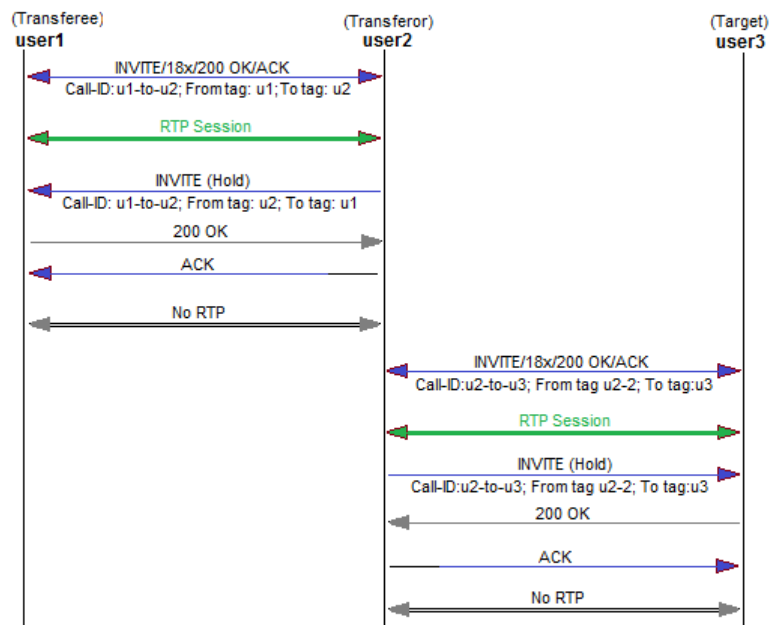 (Transferee)
user1
(Transferor)
user2
(Target)
user3
INVITE/18x/200 OK/ACK
Call-ID: u1-to-u2; From tag: u1; To tag: u2
RTP Session
INVITE (Hold)
Call-ID: u1-to-u2; From tag: u2; To tag: u1
200 OK
ACK
No RTP
INVITE/18x/200 OK/ACK
Call-ID:u2-to-u3; From tag u2-2; To tag:u3
RTP Session
INVITE (Hold)
Call-ID:u2-to-u3; From tag u2-2; To tag:u3
200 OK
ACK
No RTP